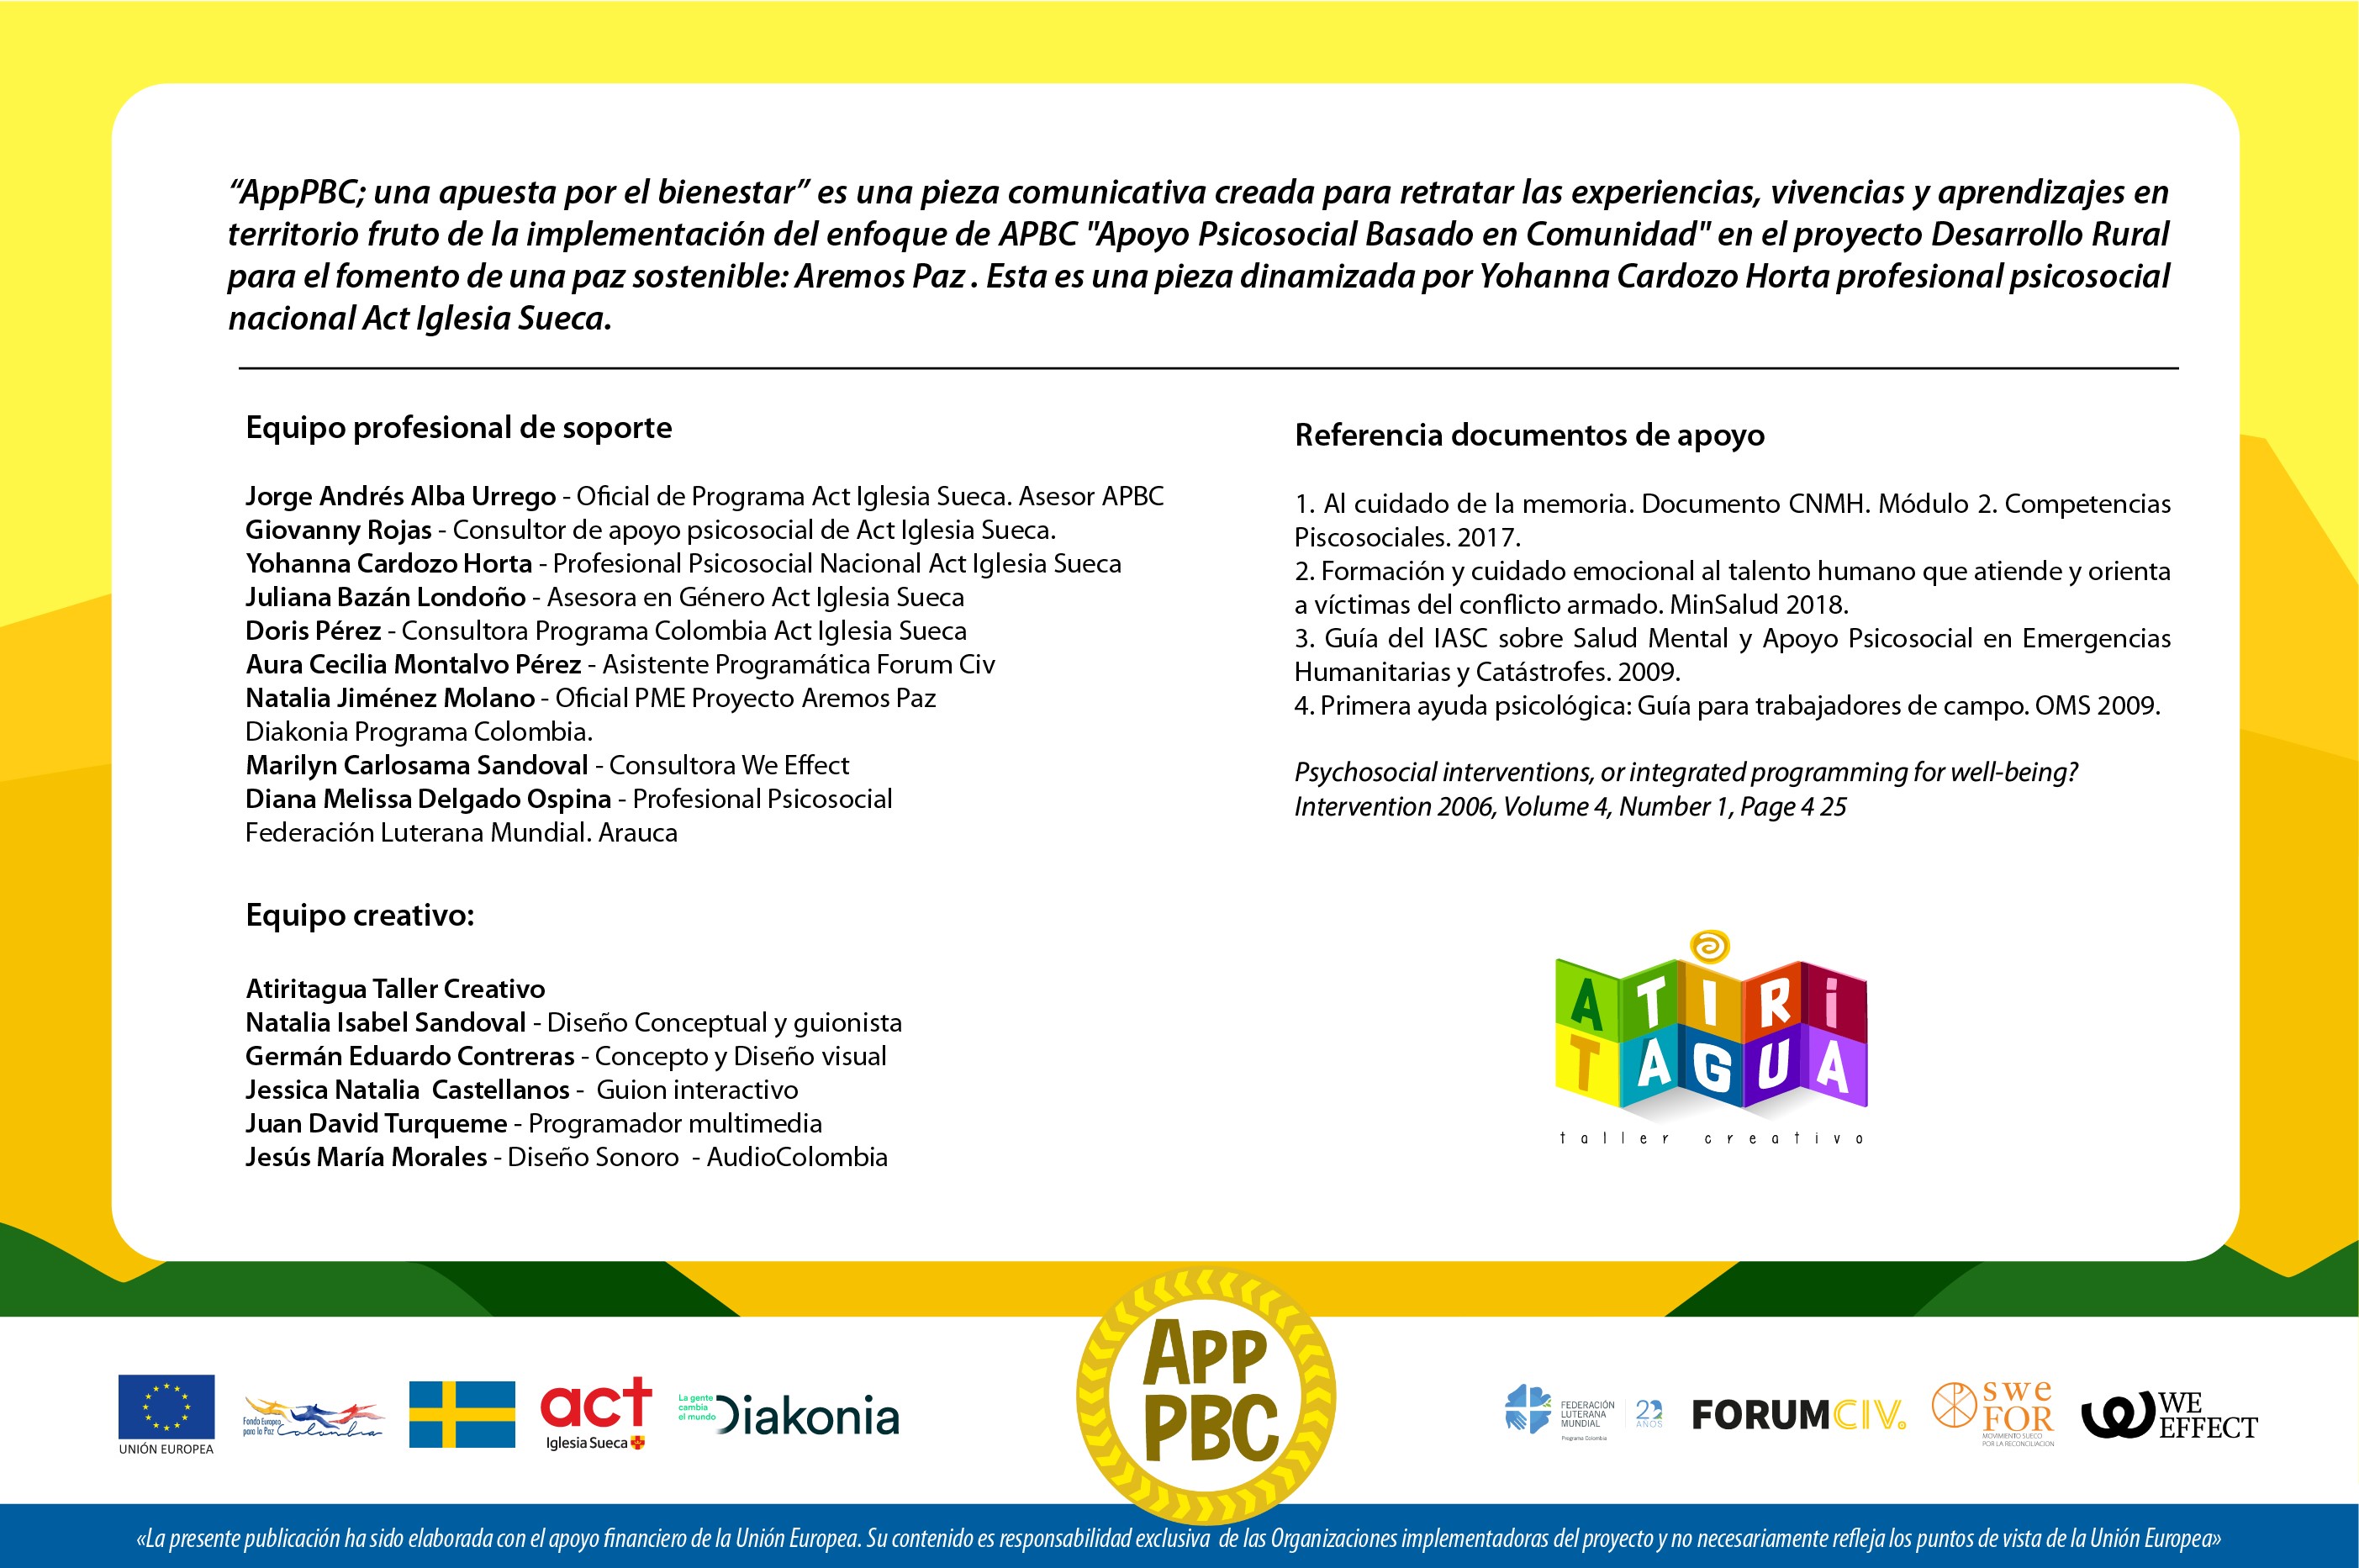 “AppPBC; una apuesta por el bienestar” es una pieza comunicativa creada para retratar las experiencias, vivencias y aprendizajes en
territorio fruto de la implementación del enfoque de APBC "Apoyo Psicosocial Basado en Comunidad" en el proyecto Desarrollo Rural
para el fomento de una paz sostenible: Aremos Paz . Esta es una pieza dinamizada por Yohanna Cardozo Horta profesional psicosocial
nacional Act Iglesia Sueca.
Equipo profesional de soporte
Jorge Andrés Alba Urrego - Oficial de Programa Act Iglesia Sueca. Asesor APBC
Giovanny Rojas - Consultor de apoyo psicosocial de Act Iglesia Sueca.
Yohanna Cardozo Horta - Profesional Psicosocial Nacional Act Iglesia Sueca
Juliana Bazán Londoño - Asesora en Género Act Iglesia Sueca
Doris Pérez - Consultora Programa Colombia Act Iglesia Sueca
Aura Cecilia Montalvo Pérez - Asistente Programática Forum Civ
Natalia Jiménez Molano - Oficial PME Proyecto Aremos Paz
Diakonia Programa Colombia.
Marilyn Carlosama Sandoval - Consultora We Effect
Diana Melissa Delgado Ospina - Profesional Psicosocial
Federación Luterana Mundial. Arauca
Equipo creativo:
Atiritagua Taller Creativo
Natalia Isabel Sandoval - Diseño Conceptual y guionista
Germán Eduardo Contreras - Concepto y Diseño visual
Jessica Natalia Castellanos - Guion interactivo
Juan David Turqueme - Programador multimedia
Jesús María Morales - Diseño Sonoro - AudioColombia
Referencia documentos de apoyo
1. Al cuidado de la memoria. Documento CNMH. Módulo 2. Competencias
Piscosociales. 2017.
2. Formación y cuidado emocional al talento humano que atiende y orienta
a víctimas del conflicto armado. MinSalud 2018.
3. Guía del IASC sobre Salud Mental y Apoyo Psicosocial en Emergencias
Humanitarias y Catástrofes. 2009.
4. Primera ayuda psicológica: Guía para trabajadores de campo. OMS 2009.
Psychosocial interventions, or integrated programming for well-being?
Intervention 2006, Volume 4, Number 1, Page 4 25
ATIRi
TAGUA
taller creativo
UNIÓN EUROPEA
Fondo Europeo
para la Paz Colombia
act
Iglesia Sueca
La gente
cambia
el mundo
Diakonia
APP
PBC
FEDERACIÓN
LUTERANA
MUNDIAL
Programa Colombia
AÑOS
FORUMCIV.
swe
FOR
MOVIMIENTO SUECO
POR LA RECONCILIACION
WE
EFFECT
«La presente publicación ha sido elaborada con el apoyo financiero de la Unión Europea. Su contenido es responsabilidad exclusiva de las Organizaciones implementadoras del proyecto y no necesariamente refleja los puntos de vista de la Unión Europea»